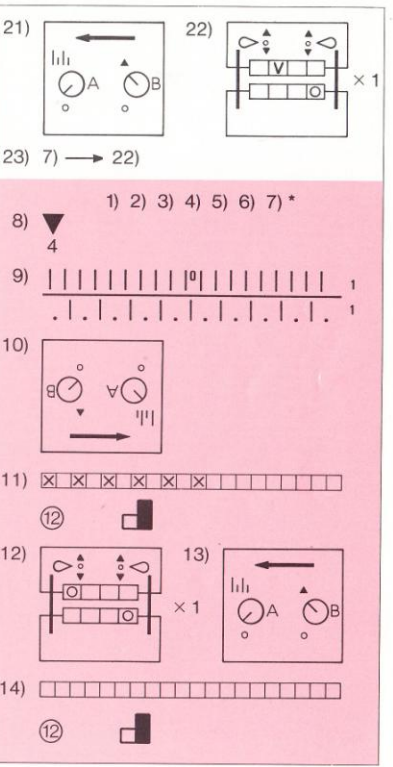 21) 22)
A B
V
O
× 1
23) 7) ⟶ 22)
1) 2) 3) 4) 5) 6) 7) *
8)
4
9) 0 1
1
10)
B A
11) X X X X X X
12
12) 13)
O
O
× 1
A B
14)
12